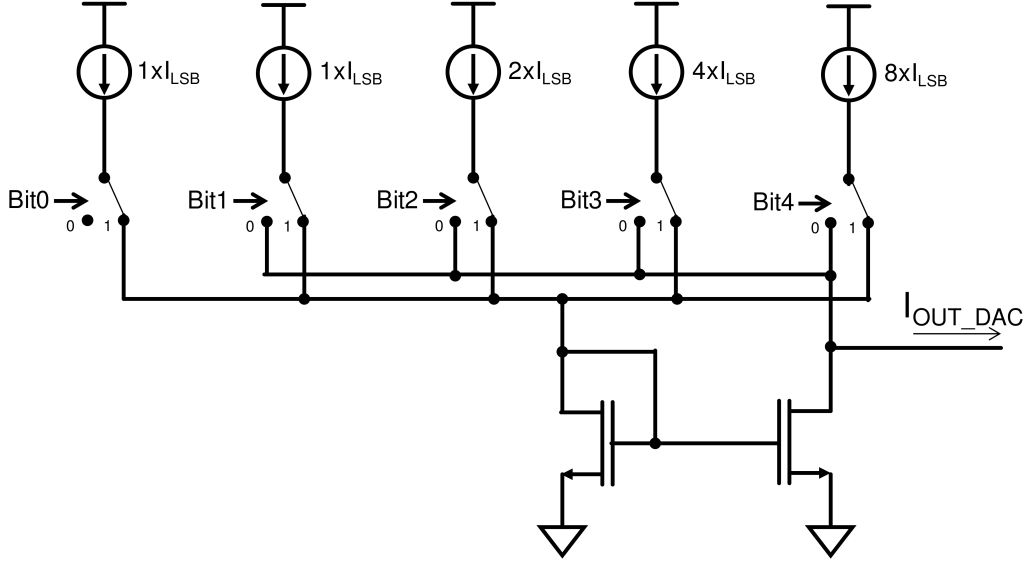 1xI_LSB 1xI_LSB 2xI_LSB 4xI_LSB 8xI_LSB
Bit0 Bit1 Bit2 Bit3 Bit4
0 1 0 1 0 1 0 1 0 1
I_OUT_DAC